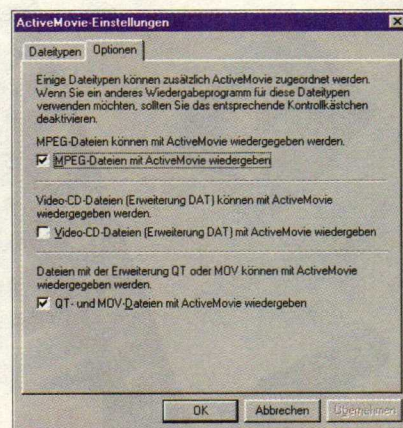 ActiveMovie-Einstellungen
Dateitypen Optionen
Einige Dateitypen können zusätzlich ActiveMovie zugeordnet werden.
Wenn Sie ein anderes Wiedergabeprogramm für diese Dateitypen
verwenden möchten, sollten Sie das entsprechende Kontrollkästchen
deaktivieren.
MPEG-Dateien können mit ActiveMovie wiedergegeben werden.
MPEG-Dateien mit ActiveMovie wiedergeben
Video-CD-Dateien (Erweiterung DAT) können mit ActiveMovie
wiedergegeben werden.
Video-CD-Dateien (Erweiterung DAT) mit ActiveMovie wiedergeben
Dateien mit der Erweiterung QT oder MOV können mit ActiveMovie
wiedergegeben werden.
QT- und MOV-Dateien mit ActiveMovie wiedergeben
OK Abbrechen Übernehmen